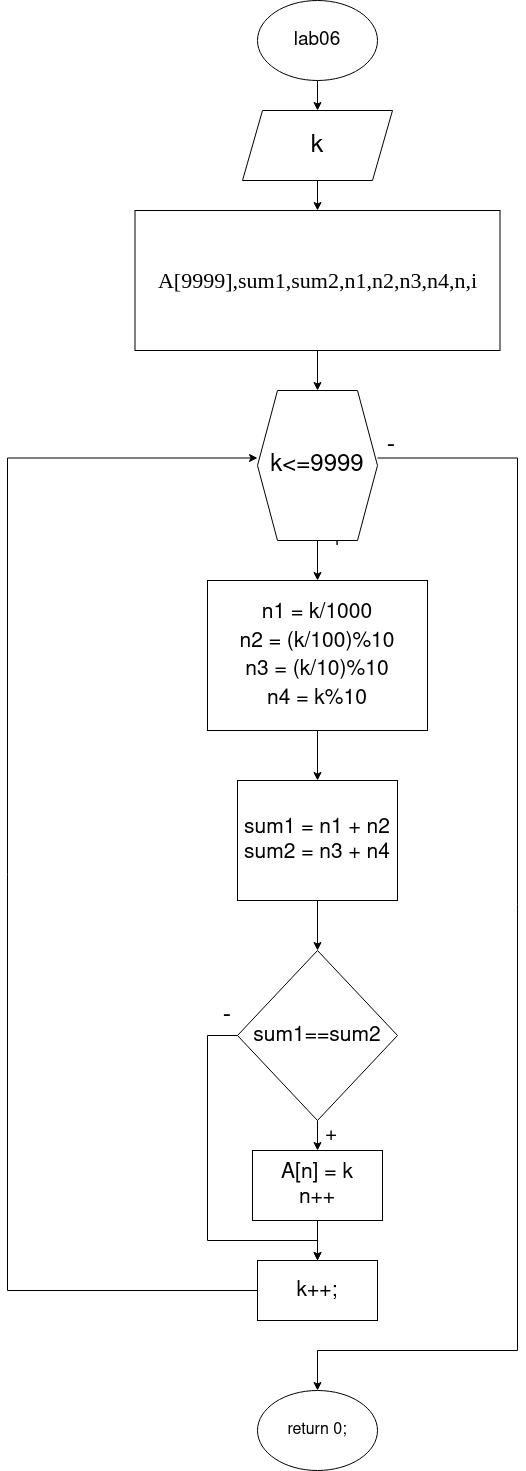 lab06
k
A[9999],sum1,sum2,n1,n2,n3,n4,n,i
k<=9999
-
n1 = k/1000
n2 = (k/100)%10
n3 = (k/10)%10
n4 = k%10
sum1 = n1 + n2
sum2 = n3 + n4
-
sum1==sum2
+
A[n] = k
n++
k++;
return 0;